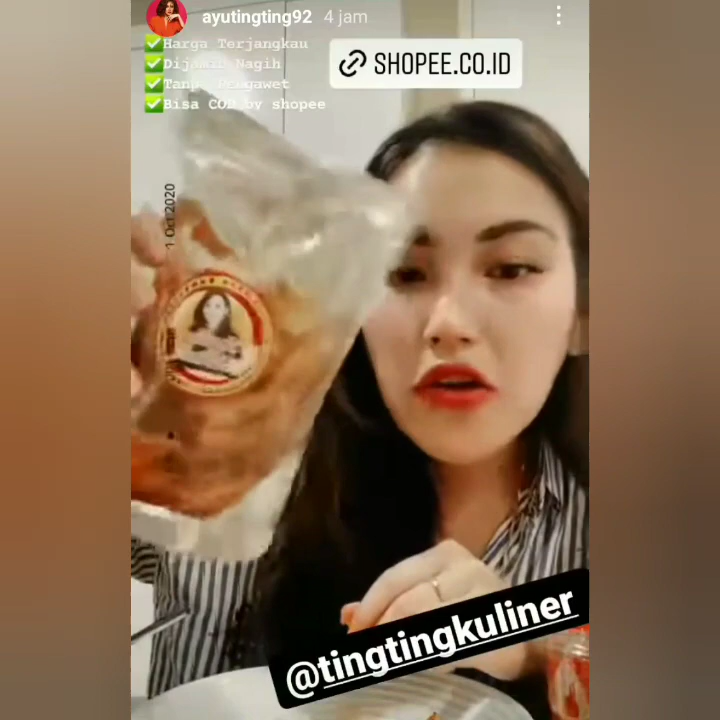 ayutingting92 4 jam
✅Harga Terjangkau
✅Dijamin Nagih
✅Tanpa Pengawet
✅Bisa COD by shopee
SHOPEE.CO.ID
1 Oct 2020
@tingtingkuliner